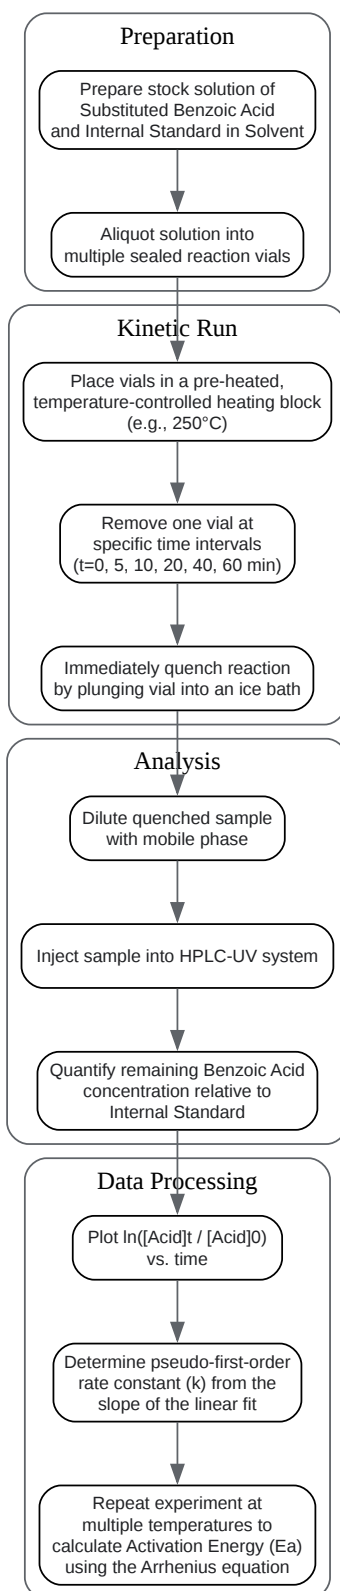 Preparation
Prepare stock solution of
Substituted Benzoic Acid
and Internal Standard in Solvent
Aliquot solution into
multiple sealed reaction vials
Kinetic Run
Place vials in a pre-heated,
temperature-controlled heating block
(e.g., 250°C)
Remove one vial at
specific time intervals
(t=0, 5, 10, 20, 40, 60 min)
Immediately quench reaction
by plunging vial into an ice bath
Analysis
Dilute quenched sample
with mobile phase
Inject sample into HPLC-UV system
Quantify remaining Benzoic Acid
concentration relative to
Internal Standard
Data Processing
Plot ln([Acid]t / [Acid]0)
vs. time
Determine pseudo-first-order
rate constant (k) from the
slope of the linear fit
Repeat experiment at
multiple temperatures to
calculate Activation Energy (Ea)
using the Arrhenius equation